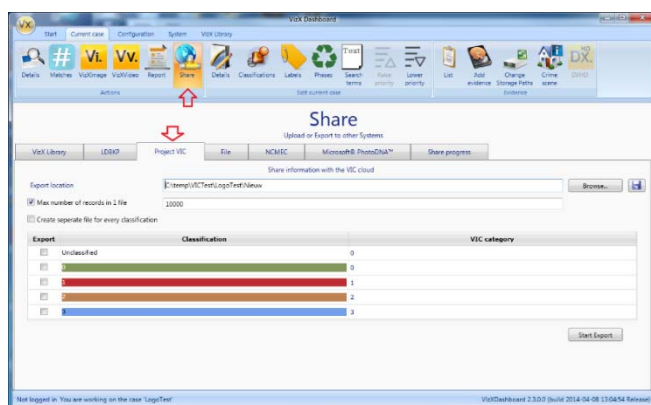 VizX Dashboard
VX
Start Current case Configuration System VizX Library
# Vi. Vv. Text DX.
Details Matches VizXimage VizXVideo Report Share Details Classifications Labels Phases Search terms Raise priority Lower priority List Add evidence Change Storage Paths Crime scene
Actions Edit current case Evidence
Share
Upload or Export to other Systems
VizX Library LDBKP Project VIC File NCMEC Microsoft® PhotoDNA™ Share progress
Share information with the VIC cloud
Export location C:\temp\VICTest\LogoTest\Nieuw Browse..
Max number of records in 1 file 10000
Create seperate file for every classification
Export Classification VIC category
Unclassified 0
0 0
1 1
2 2
3 3
Start Export
Not logged in You are working on the case 'LogoTest' VizXDashboard 2.3.0.0 (build 2014-04-08 13:04:54 Release)